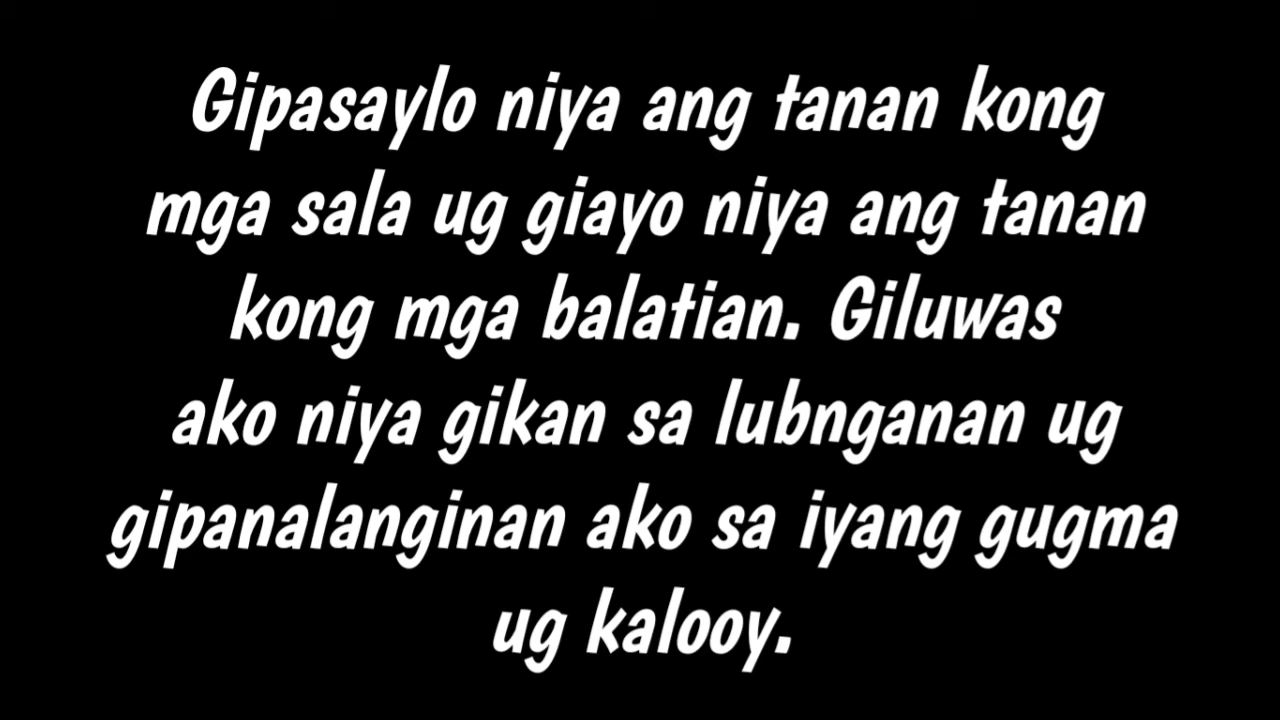 Gipasaylo niya ang tanan kong
mga sala ug giayo niya ang tanan
kong mga balatian. Giluwas
ako niya gikan sa lubnganan ug
gipanalanginan ako sa iyang gugma
ug kalooy.